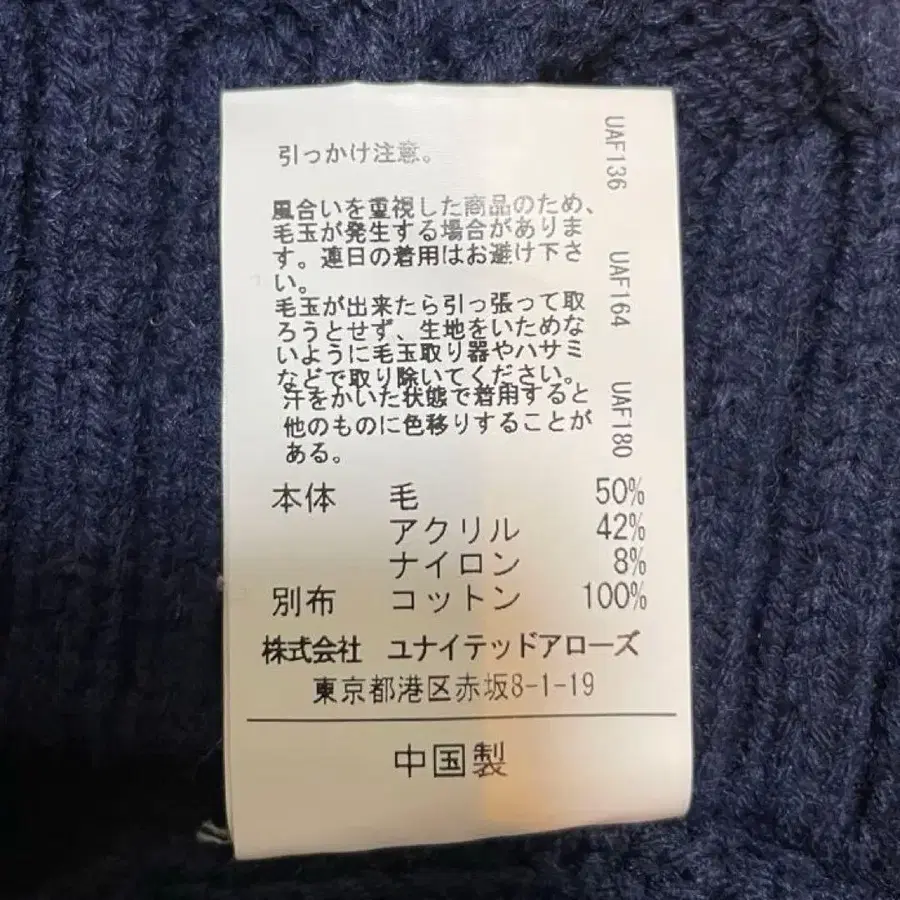 引っかけ注意。
風合いを重視した商品のため、
毛玉が発生する場合がありま
す。連日の着用はお避け下さ
い。
毛玉が出来たら引っ張って取
ろうとせず、生地をいためな
いように毛玉取り器やハサミ
などで取り除いてください。
汗をかいた状態で着用すると
他のものに色移りすることが
ある。
本体 毛 50%
アクリル 42%
ナイロン 8%
別布 コットン 100%
株式会社 ユナイテッドアローズ
東京都港区赤坂8-1-19
中国製
UAF136 UAF164 UAF180